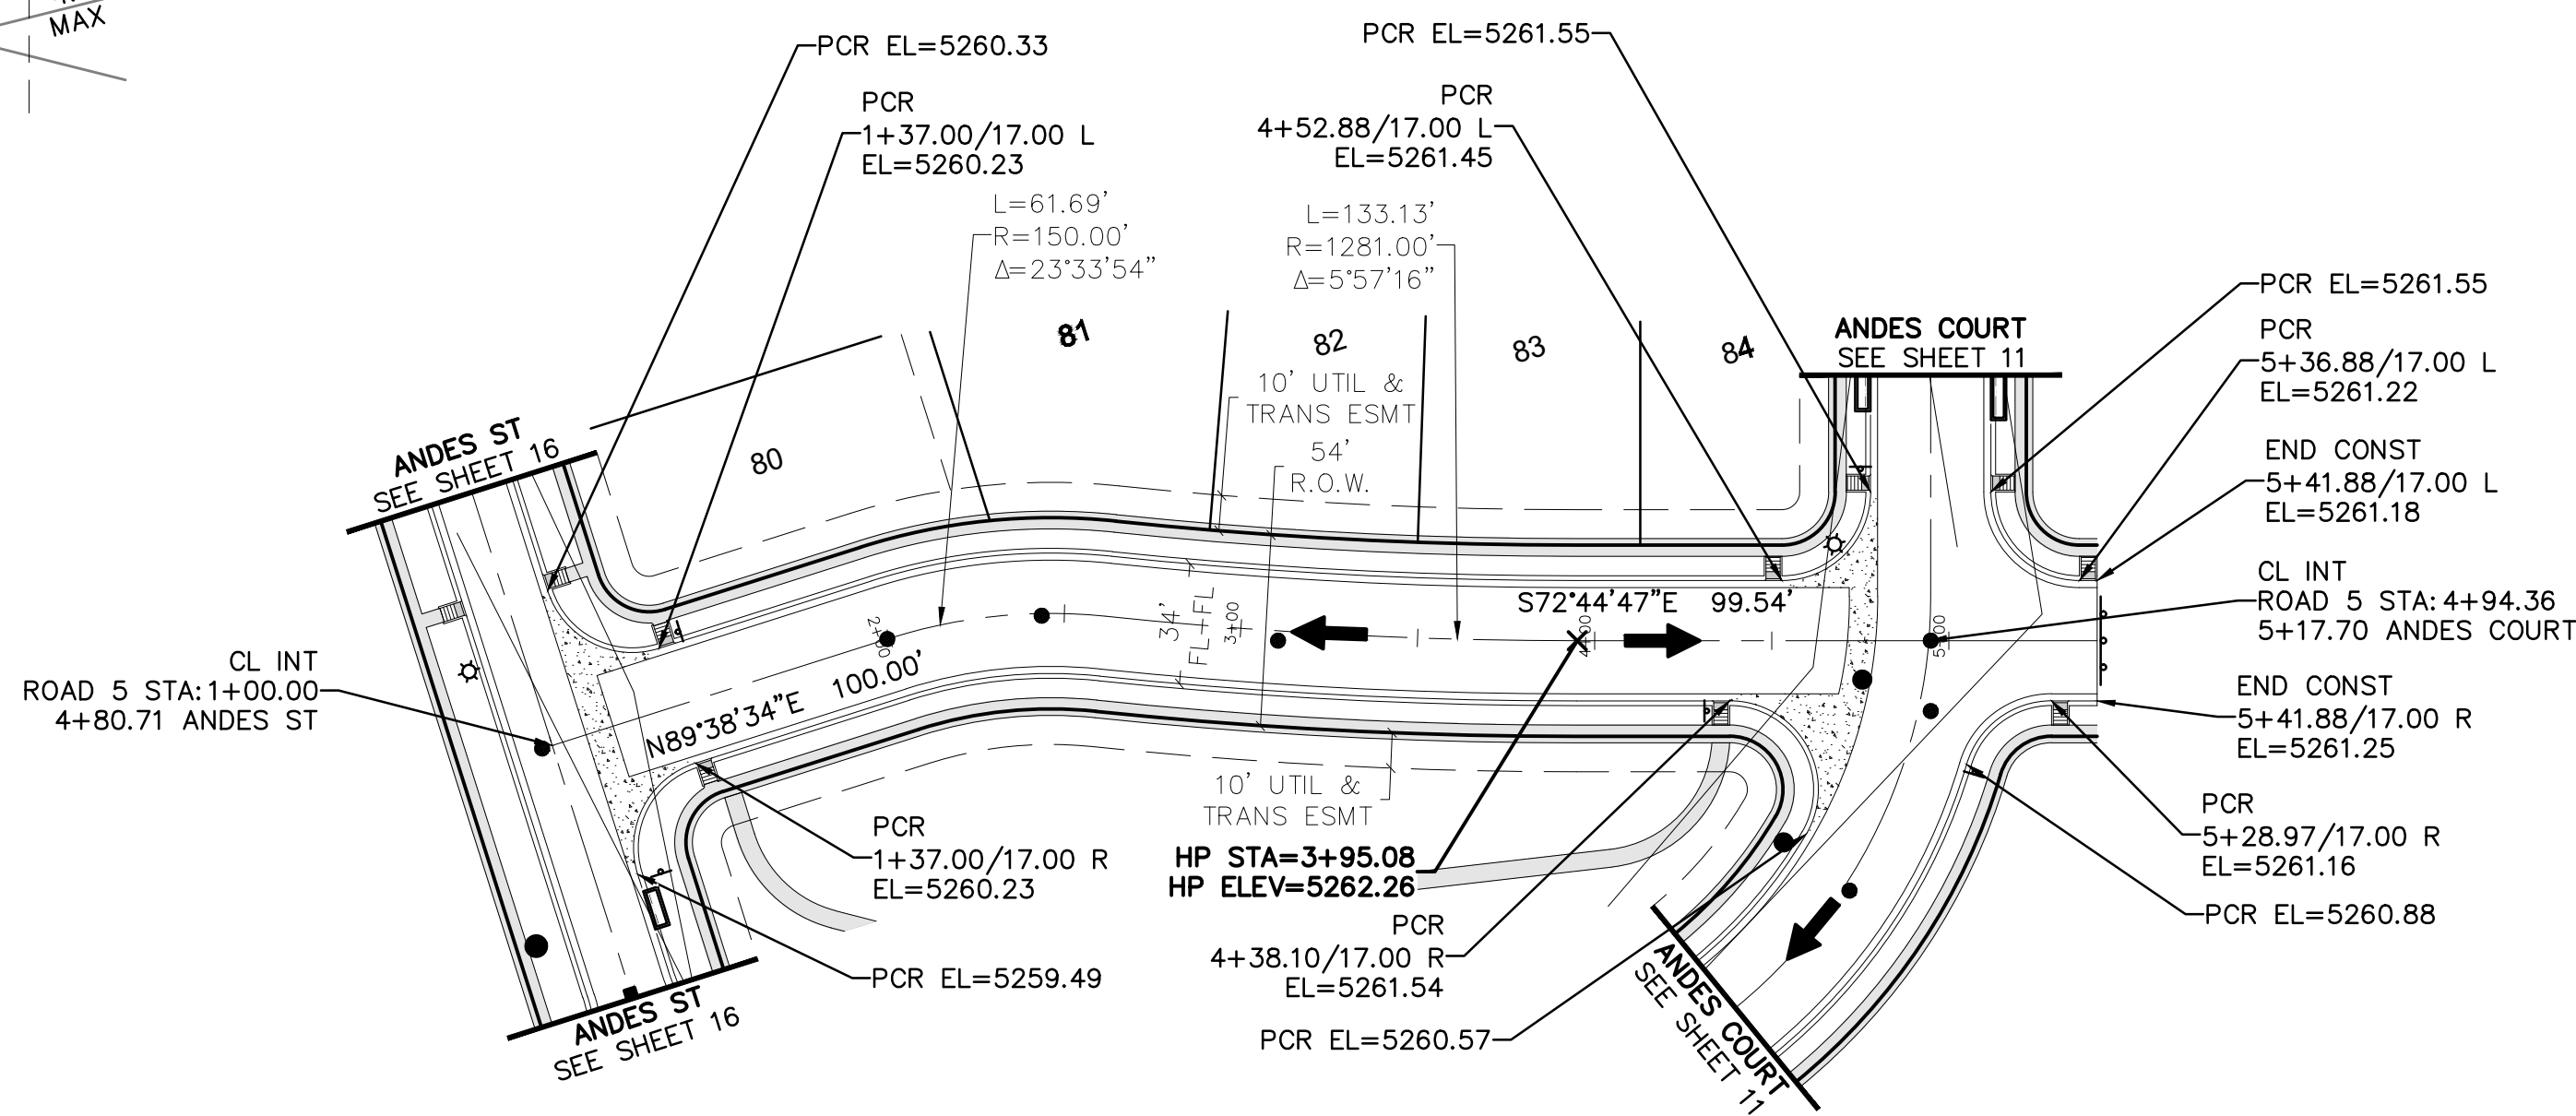 MAX
PCR EL=5260.33
PCR
1+37.00/17.00 L
EL=5260.23
L=61.69'
R=150.00'
Δ=23°33'54"
PCR EL=5261.55
PCR
4+52.88/17.00 L
EL=5261.45
L=133.13'
R=1281.00'
Δ=5°57'16"
81
82
83
84
80
10' UTIL &
TRANS ESMT
54'
R.O.W.
ANDES COURT
SEE SHEET 11
PCR EL=5261.55
PCR
5+36.88/17.00 L
EL=5261.22
END CONST
5+41.88/17.00 L
EL=5261.18
CL INT
ROAD 5 STA: 4+94.36
5+17.70 ANDES COURT
END CONST
5+41.88/17.00 R
EL=5261.25
PCR
5+28.97/17.00 R
EL=5261.16
PCR EL=5260.88
ANDES ST
SEE SHEET 16
CL INT
ROAD 5 STA: 1+00.00
4+80.71 ANDES ST
N89°38'34"E 100.00'
2+00
34'
FL-FL
3+00
S72°44'47"E 99.54'
4+00
5+00
10' UTIL &
TRANS ESMT
PCR
1+37.00/17.00 R
EL=5260.23
PCR EL=5259.49
HP STA=3+95.08
HP ELEV=5262.26
PCR
4+38.10/17.00 R
EL=5261.54
PCR EL=5260.57
ANDES ST
SEE SHEET 16
ANDES COURT
SEE SHEET 11